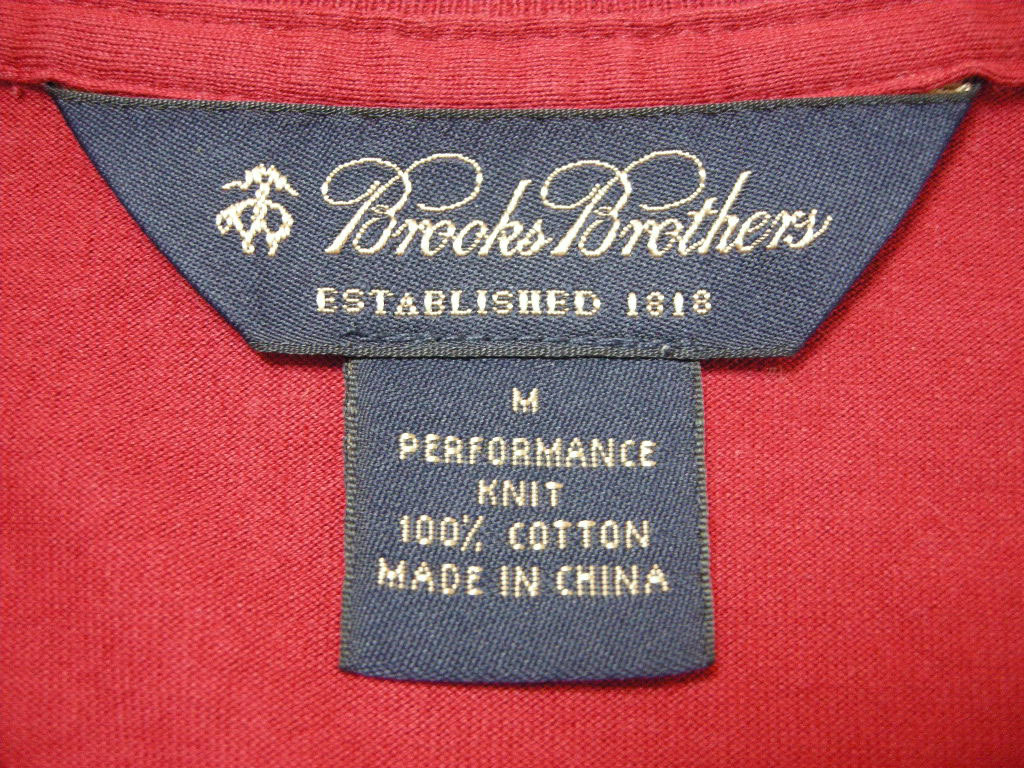 Brooks Brothers
ESTABLISHED 1818
M
PERFORMANCE
KNIT
100% COTTON
MADE IN CHINA